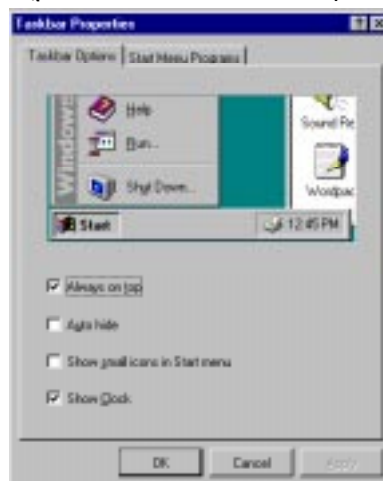 Taskbar Properties
Taskbar Options Start Menu Programs
Windows
Help
Run...
Shut Down...
Sound Re
Wordpad
Start 12:45 PM
Always on top
Auto hide
Show small icons in Start menu
Show Clock
OK Cancel Apply